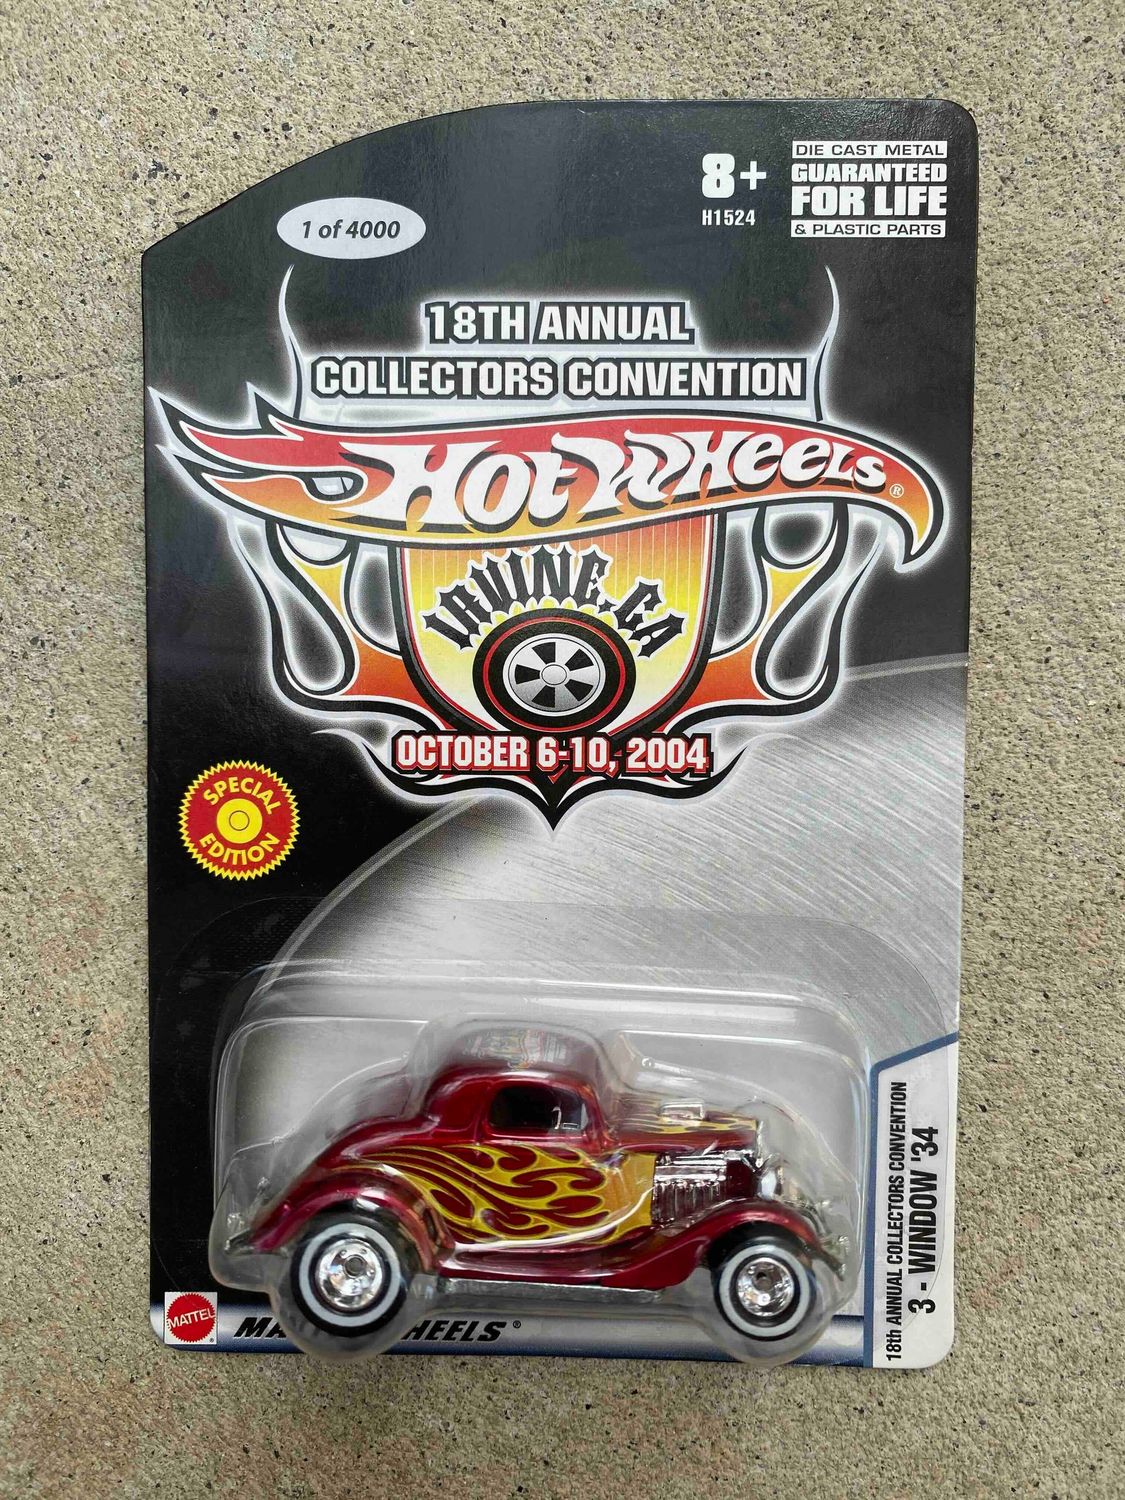 1 of 4000
8+
H1524
DIE CAST METAL
GUARANTEED
FOR LIFE
& PLASTIC PARTS
18TH ANNUAL
COLLECTORS CONVENTION
HOT WHEELS®
IRVINE, CA
OCTOBER 6-10, 2004
SPECIAL
EDITION
18th ANNUAL COLLECTORS CONVENTION
3 - WINDOW '34
MATTEL®